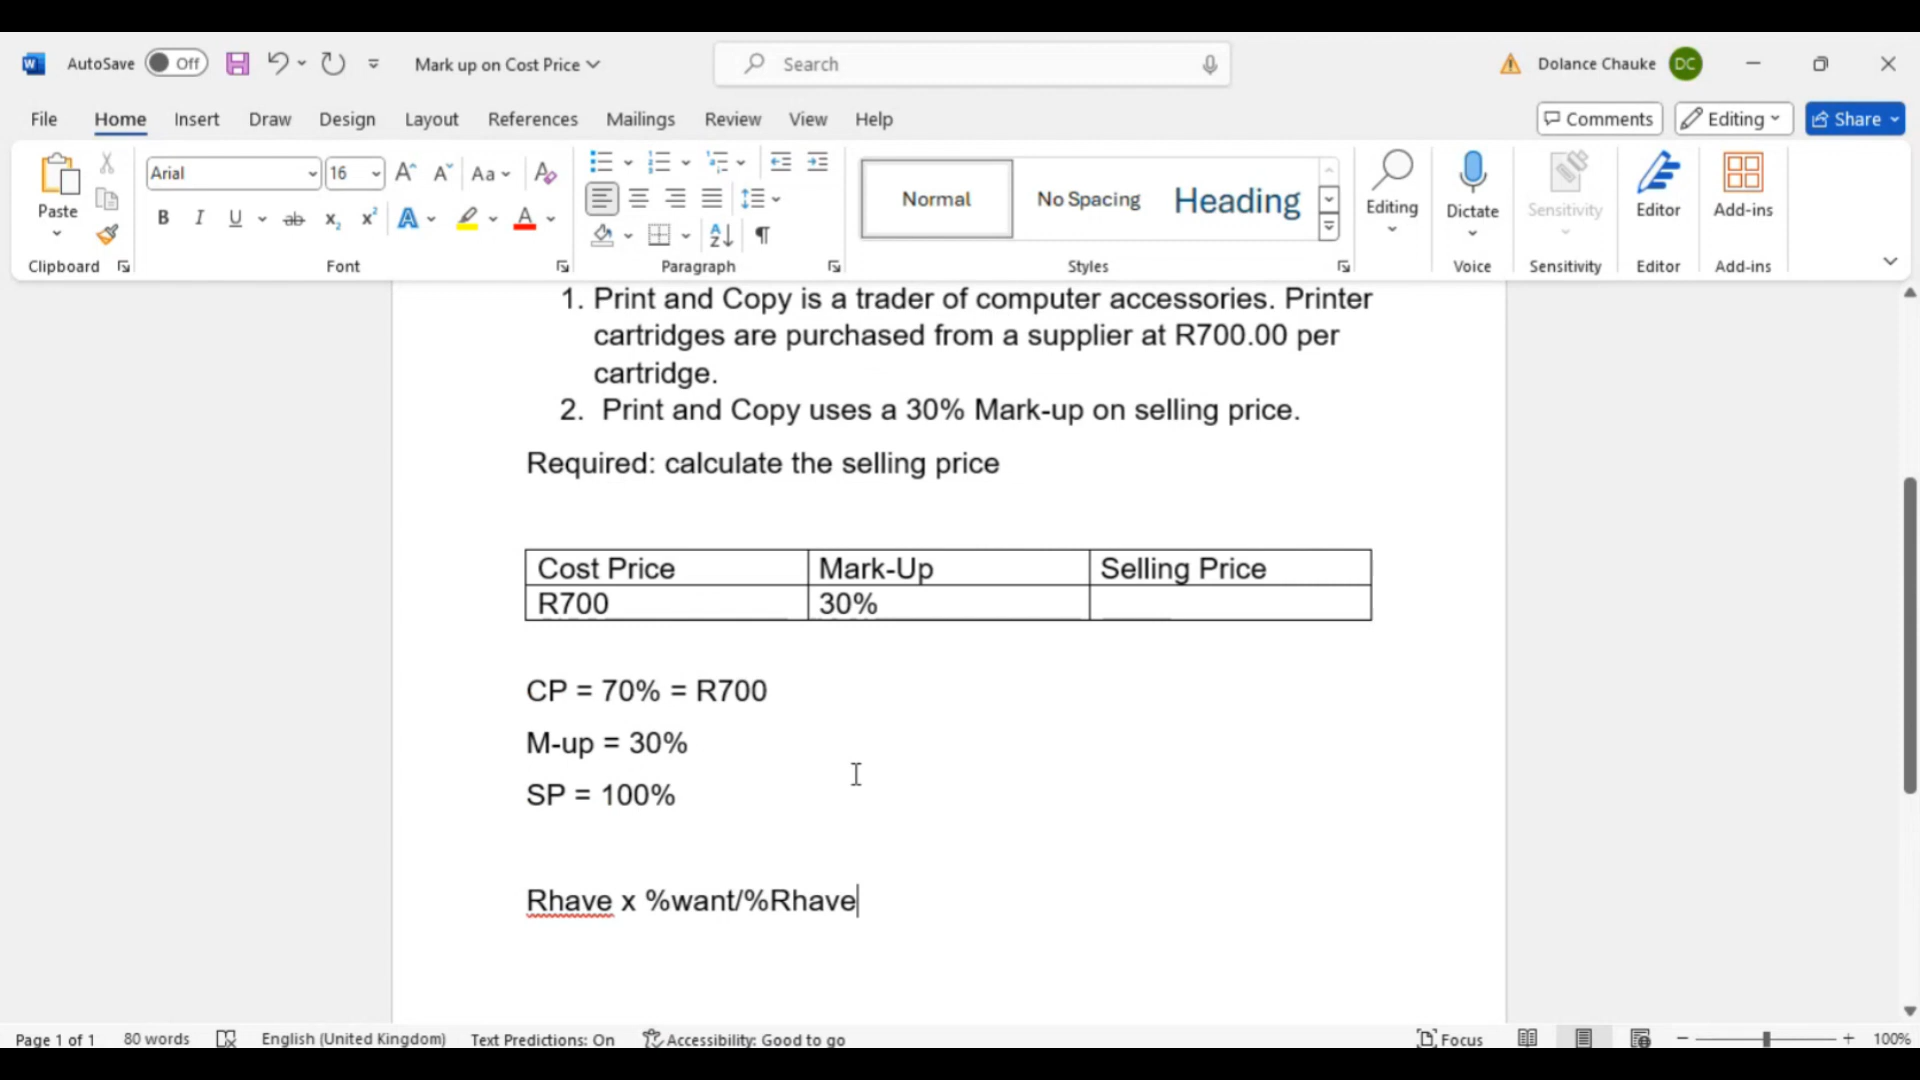 AutoSave Off Mark up on Cost Price Search Dolance Chauke DC
File Home Insert Draw Design Layout References Mailings Review View Help Comments Editing Share
Paste Arial 16 Aa Normal No Spacing Heading Editing Dictate Sensitivity Editor Add-ins
Clipboard Font Paragraph Styles Voice Sensitivity Editor Add-ins
1. Print and Copy is a trader of computer accessories. Printer
cartridges are purchased from a supplier at R700.00 per
cartridge.
2. Print and Copy uses a 30% Mark-up on selling price.
Required: calculate the selling price
Cost Price Mark-Up Selling Price
R700 30%
CP = 70% = R700
M-up = 30%
SP = 100%
Rhave x %want/%Rhave
Page 1 of 1 80 words English (United Kingdom) Text Predictions: On Accessibility: Good to go Focus 100%